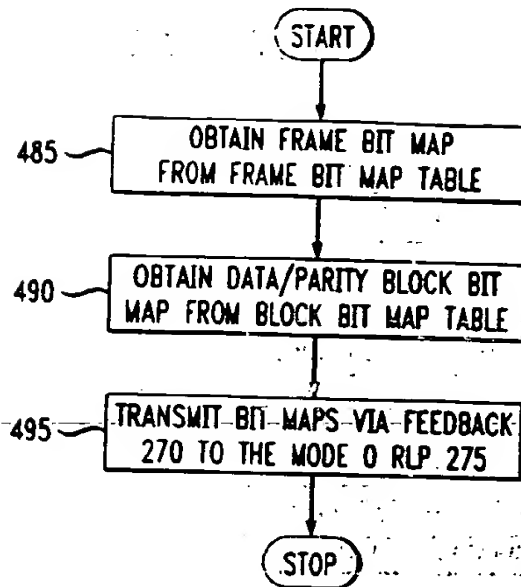 START
485
OBTAIN FRAME BIT MAP
FROM FRAME BIT MAP TABLE
490
OBTAIN DATA/PARITY BLOCK BIT
MAP FROM BLOCK BIT MAP TABLE
495
TRANSMIT BIT MAPS VIA FEEDBACK
270 TO THE MODE 0 RLP 275
STOP